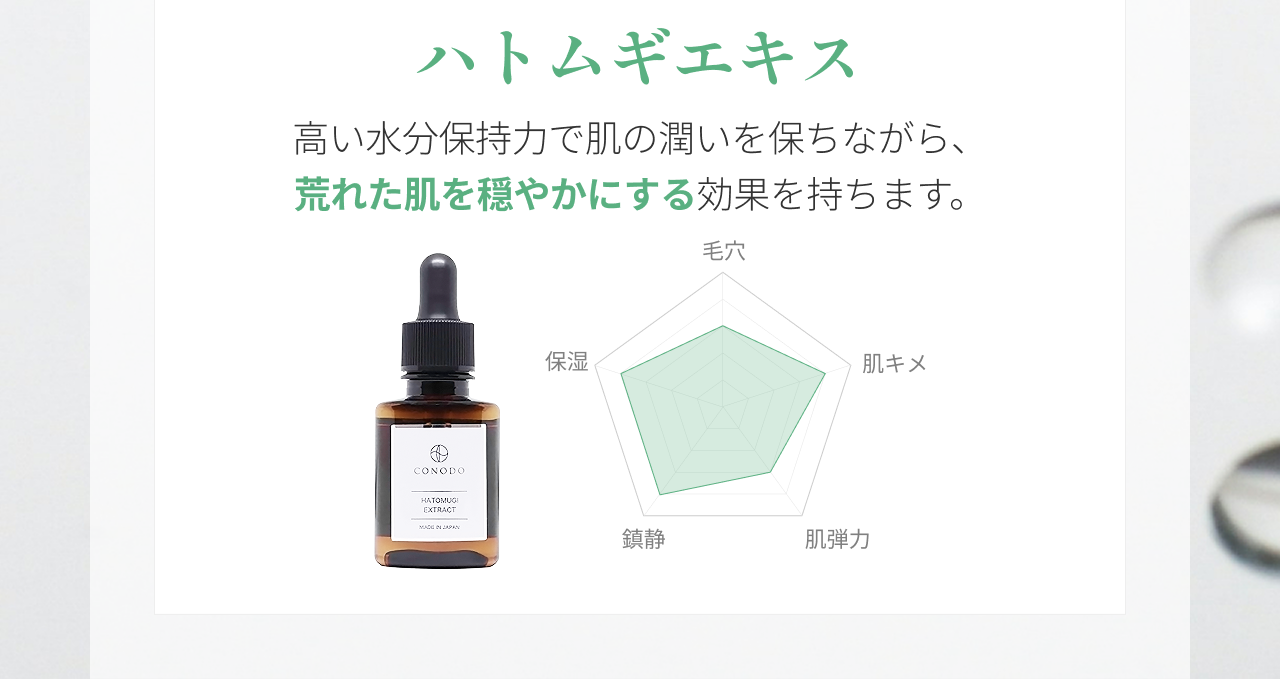 ハトムギエキス
高い水分保持力で肌の潤いを保ちながら、
荒れた肌を穏やかにする効果を持ちます。
毛穴
保湿
肌キメ
鎮静
肌弾力
CONODO
HATOMUGI
EXTRACT
MADE IN JAPAN